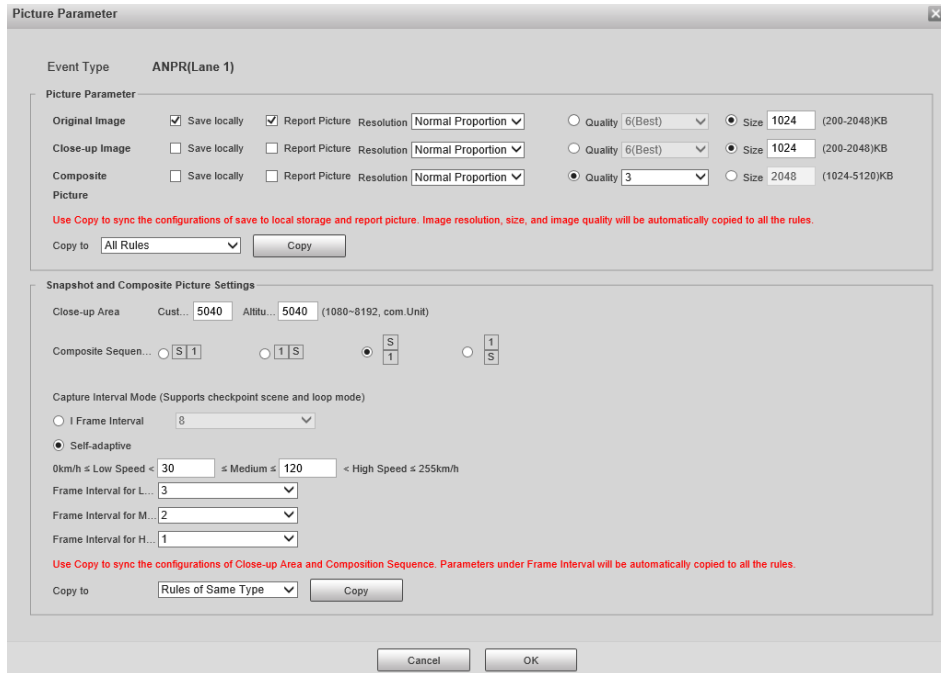 Picture Parameter
Event Type ANPR(Lane 1)
Picture Parameter
Original Image Save locally Report Picture Resolution Normal Proportion Quality 6(Best) Size 1024 (200-2048)KB
Close-up Image Save locally Report Picture Resolution Normal Proportion Quality 6(Best) Size 1024 (200-2048)KB
Composite Picture Save locally Report Picture Resolution Normal Proportion Quality 3 Size 2048 (1024-5120)KB
Use Copy to sync the configurations of save to local storage and report picture. Image resolution, size, and image quality will be automatically copied to all the rules.
Copy to All Rules Copy
Snapshot and Composite Picture Settings
Close-up Area Cust... 5040 Altitu... 5040 (1080~8192, com.Unit)
Composite Sequen... S 1 1 S S 1 1 S
Capture Interval Mode (Supports checkpoint scene and loop mode)
I Frame Interval 8
Self-adaptive
0km/h ≤ Low Speed < 30 ≤ Medium ≤ 120 < High Speed ≤ 255km/h
Frame Interval for L... 3
Frame Interval for M... 2
Frame Interval for H... 1
Use Copy to sync the configurations of Close-up Area and Composition Sequence. Parameters under Frame Interval will be automatically copied to all the rules.
Copy to Rules of Same Type Copy
Cancel OK